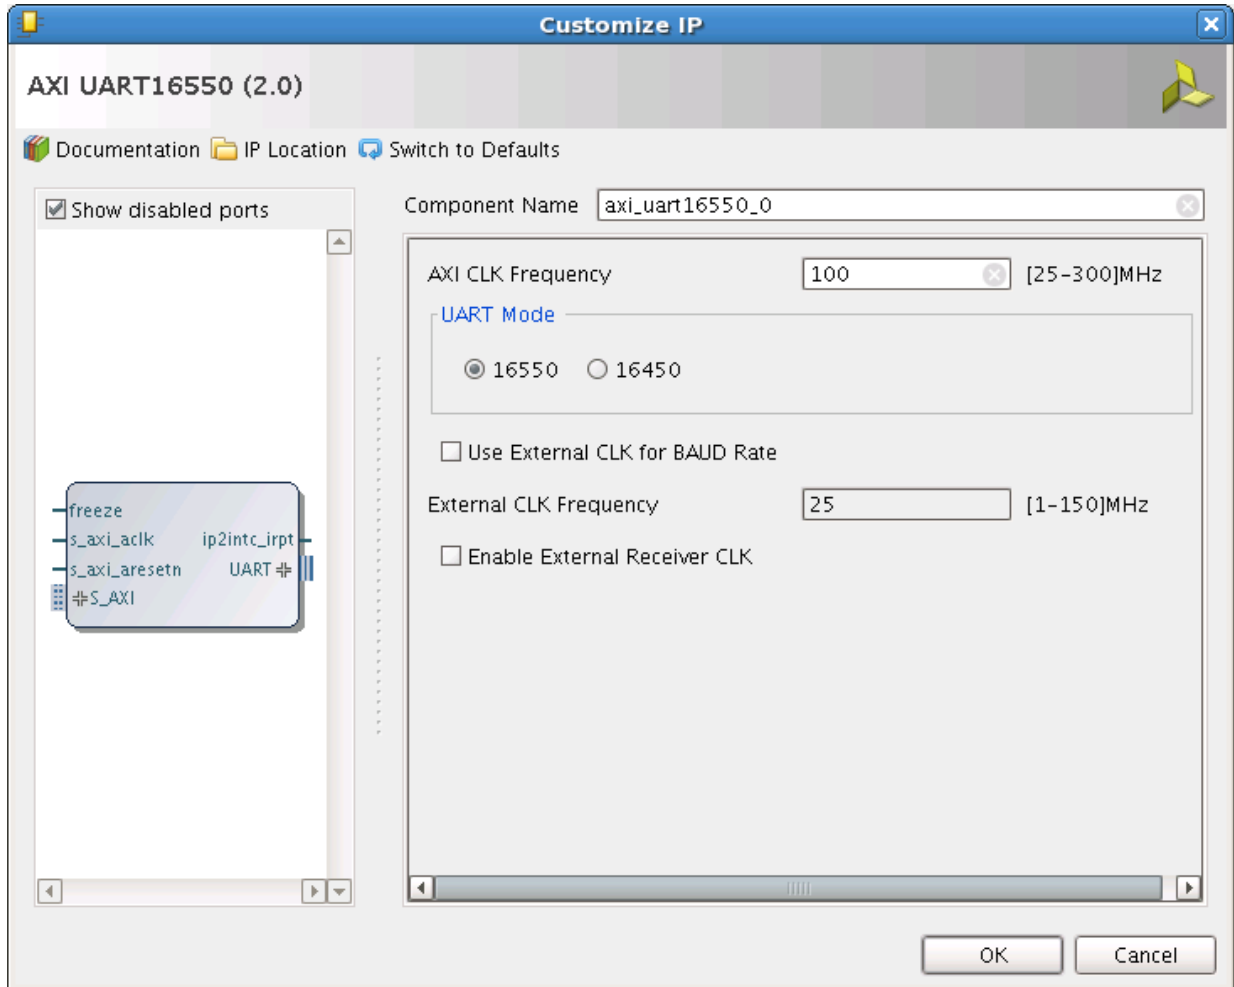 Customize IP
AXI UART16550 (2.0)
Documentation IP Location Switch to Defaults
Show disabled ports
freeze
s_axi_aclk ip2intc_irpt
s_axi_aresetn UART
S_AXI
Component Name axi_uart16550_0
AXI CLK Frequency 100 [25-300]MHz
UART Mode
16550 16450
Use External CLK for BAUD Rate
External CLK Frequency 25 [1-150]MHz
Enable External Receiver CLK
OK Cancel